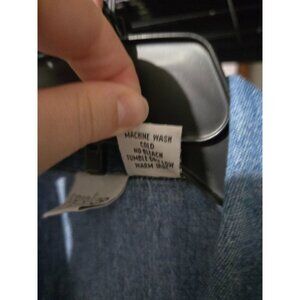 MACHINE WASH
COLD
NO BLEACH
TUMBLE DRY LOW
WARM IRON